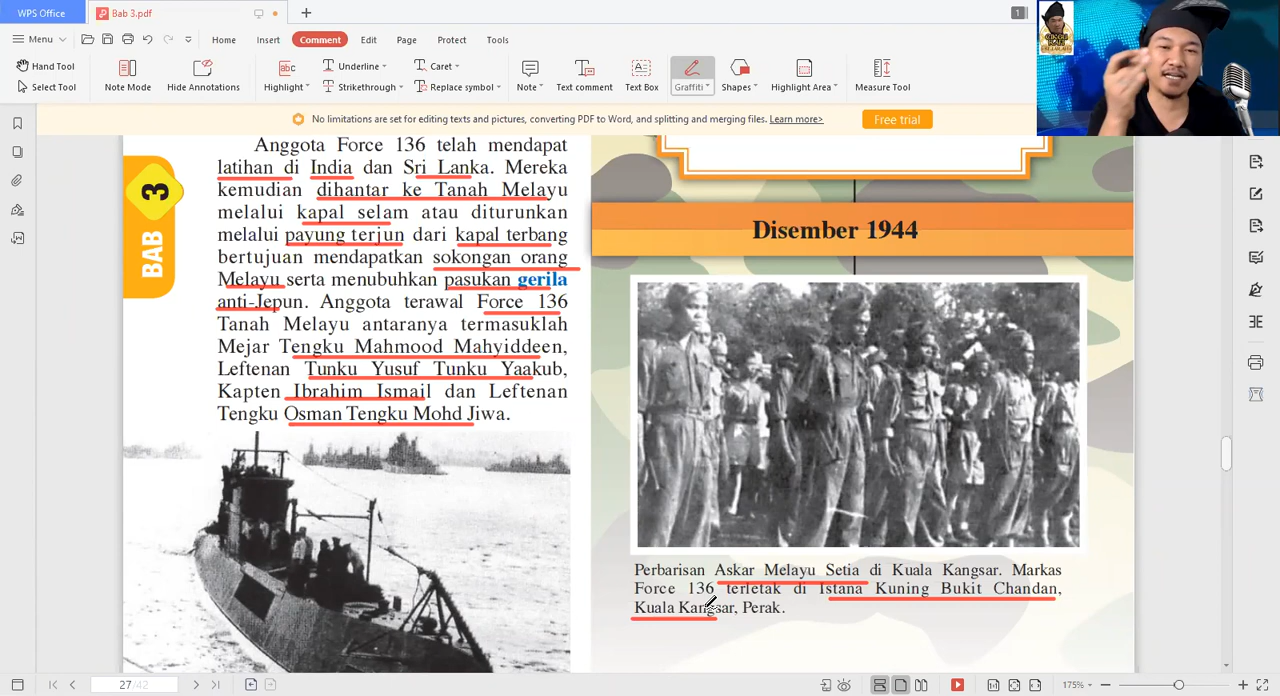 WPS Office
Bab 3.pdf
1
Menu
Home
Insert
Comment
Edit
Page
Protect
Tools
Hand Tool
Select Tool
Note Mode
Hide Annotations
Highlight
Underline
Strikethrough
Caret
Replace symbol
Note
Text comment
Text Box
Graffiti
Shapes
Highlight Area
Measure Tool
No limitations are set for editing texts and pictures, converting PDF to Word, and splitting and merging files. Learn more>
Free trial
BAB 3
Anggota Force 136 telah mendapat
latihan di India dan Sri Lanka. Mereka
kemudian dihantar ke Tanah Melayu
melalui kapal selam atau diturunkan
melalui payung terjun dari kapal terbang
bertujuan mendapatkan sokongan orang
Melayu serta menubuhkan pasukan gerila
anti-Jepun. Anggota terawal Force 136
Tanah Melayu antaranya termasuklah
Mejar Tengku Mahmood Mahyiddeen,
Leftenan Tunku Yusuf Tunku Yaakub,
Kapten Ibrahim Ismail dan Leftenan
Tengku Osman Tengku Mohd Jiwa.
Disember 1944
Perbarisan Askar Melayu Setia di Kuala Kangsar. Markas
Force 136 terletak di Istana Kuning Bukit Chandan,
Kuala Kangsar, Perak.
27/42
175%